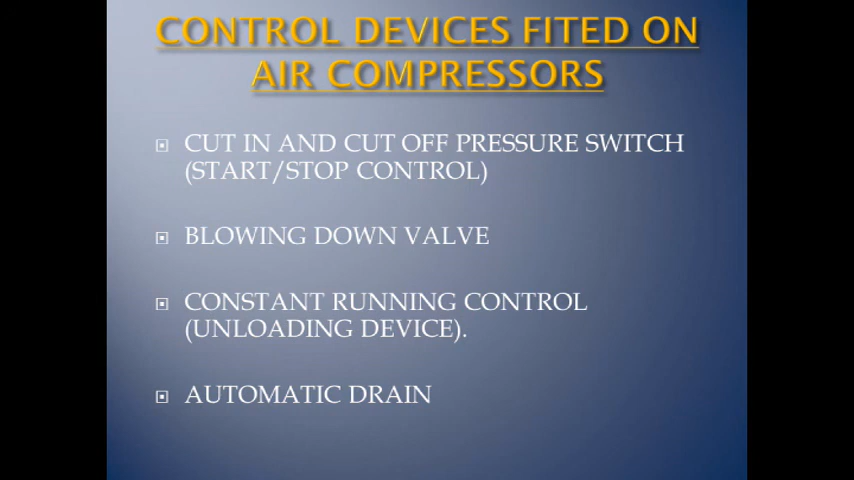 CONTROL DEVICES FITED ON
AIR COMPRESSORS
CUT IN AND CUT OFF PRESSURE SWITCH
(START/STOP CONTROL)
BLOWING DOWN VALVE
CONSTANT RUNNING CONTROL
(UNLOADING DEVICE).
AUTOMATIC DRAIN